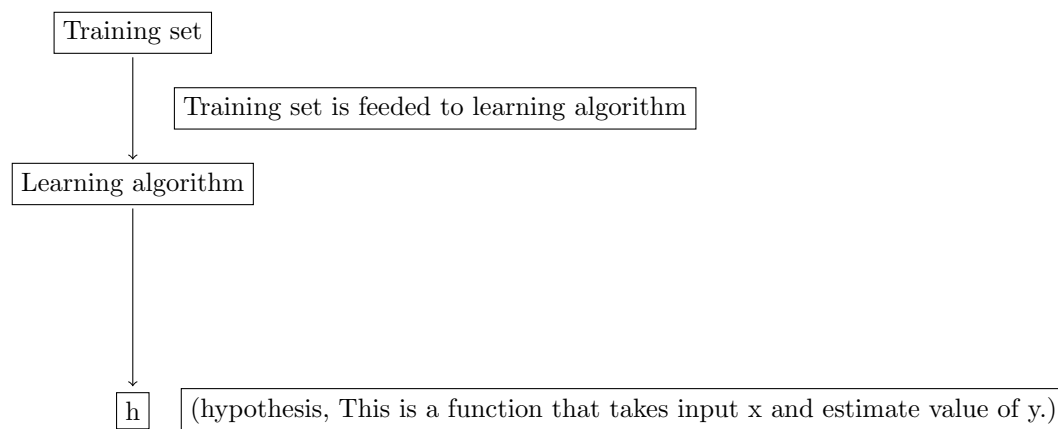 Training set
Training set is feeded to learning algorithm
Learning algorithm
h
(hypothesis, This is a function that takes input x and estimate value of y.)